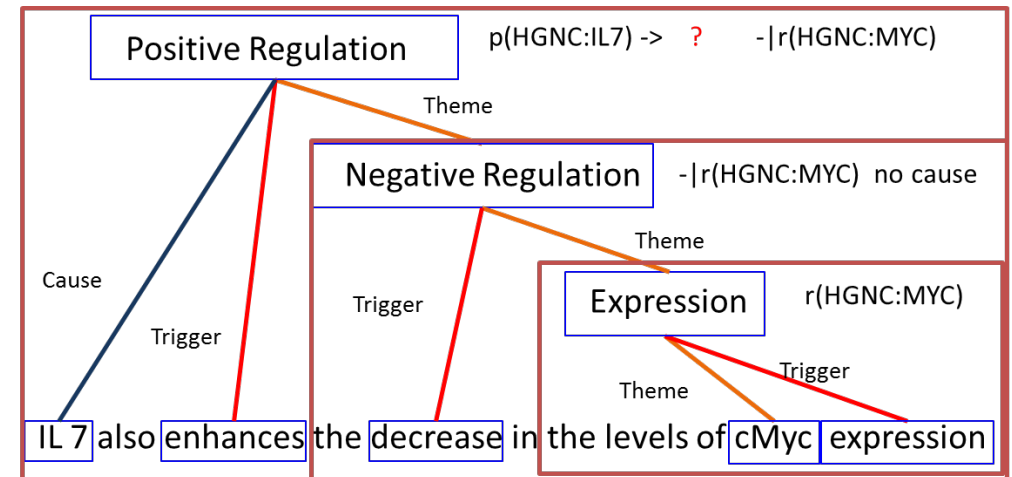 Positive Regulation p(HGNC:IL7) -> ? -|r(HGNC:MYC)
Theme
Negative Regulation -|r(HGNC:MYC) no cause
Theme
Cause
Trigger
Expression r(HGNC:MYC)
Trigger
Theme
Trigger
IL 7 also enhances the decrease in the levels of cMyc expression